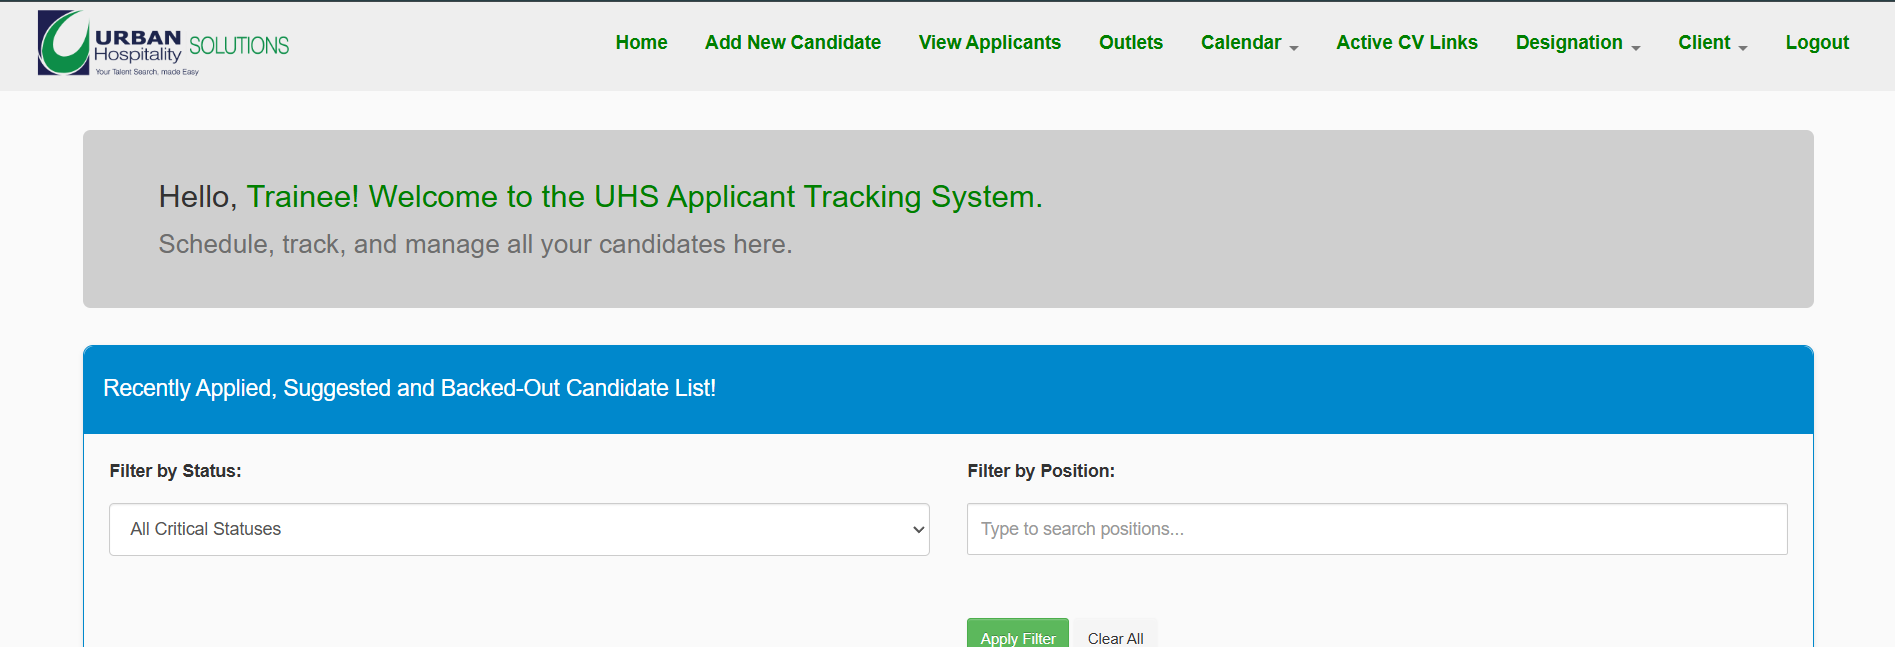 URBAN
Hospitality SOLUTIONS
Your Talent Search, made Easy
Home Add New Candidate View Applicants Outlets Calendar Active CV Links Designation Client Logout
Hello, Trainee! Welcome to the UHS Applicant Tracking System.
Schedule, track, and manage all your candidates here.
Recently Applied, Suggested and Backed-Out Candidate List!
Filter by Status: Filter by Position:
All Critical Statuses Type to search positions...
Apply Filter Clear All